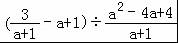 (3/(a+1) - a+1) ÷ (a² - 4a+4)/(a+1)